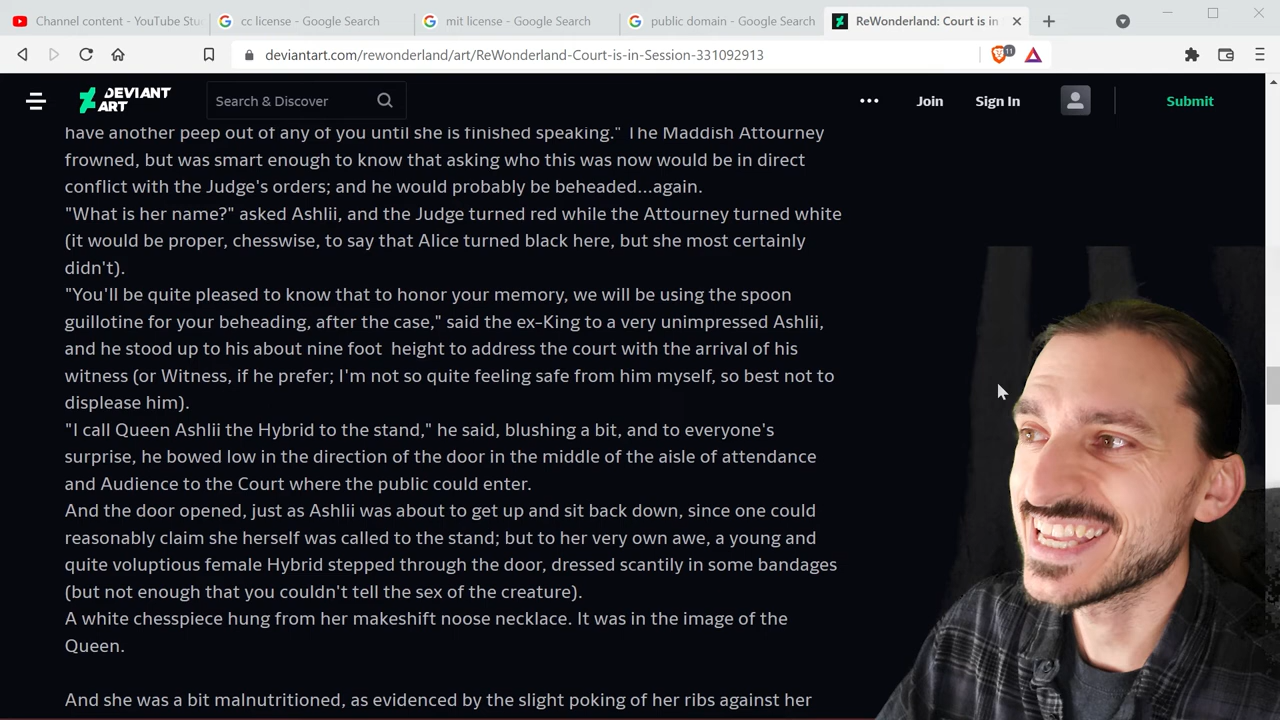 Channel content - YouTube Stu
cc license - Google Search
mit license - Google Search
public domain - Google Search
ReWonderland: Court is in
deviantart.com/rewonderland/art/ReWonderland-Court-is-in-Session-331092913
11
DEVIANT
ART
Search & Discover
Join
Sign In
Submit
have another peep out of any of you until she is finished speaking." The Maddish Attourney
frowned, but was smart enough to know that asking who this was now would be in direct
conflict with the Judge's orders; and he would probably be beheaded...again.
"What is her name?" asked Ashlii, and the Judge turned red while the Attourney turned white
(it would be proper, chesswise, to say that Alice turned black here, but she most certainly
didn't).
"You'll be quite pleased to know that to honor your memory, we will be using the spoon
guillotine for your beheading, after the case," said the ex-King to a very unimpressed Ashlii,
and he stood up to his about nine foot height to address the court with the arrival of his
witness (or Witness, if he prefer; I'm not so quite feeling safe from him myself, so best not to
displease him).
"I call Queen Ashlii the Hybrid to the stand," he said, blushing a bit, and to everyone's
surprise, he bowed low in the direction of the door in the middle of the aisle of attendance
and Audience to the Court where the public could enter.
And the door opened, just as Ashlii was about to get up and sit back down, since one could
reasonably claim she herself was called to the stand; but to her very own awe, a young and
quite voluptious female Hybrid stepped through the door, dressed scantily in some bandages
(but not enough that you couldn't tell the sex of the creature).
A white chesspiece hung from her makeshift noose necklace. It was in the image of the
Queen.
And she was a bit malnutritioned, as evidenced by the slight poking of her ribs against her